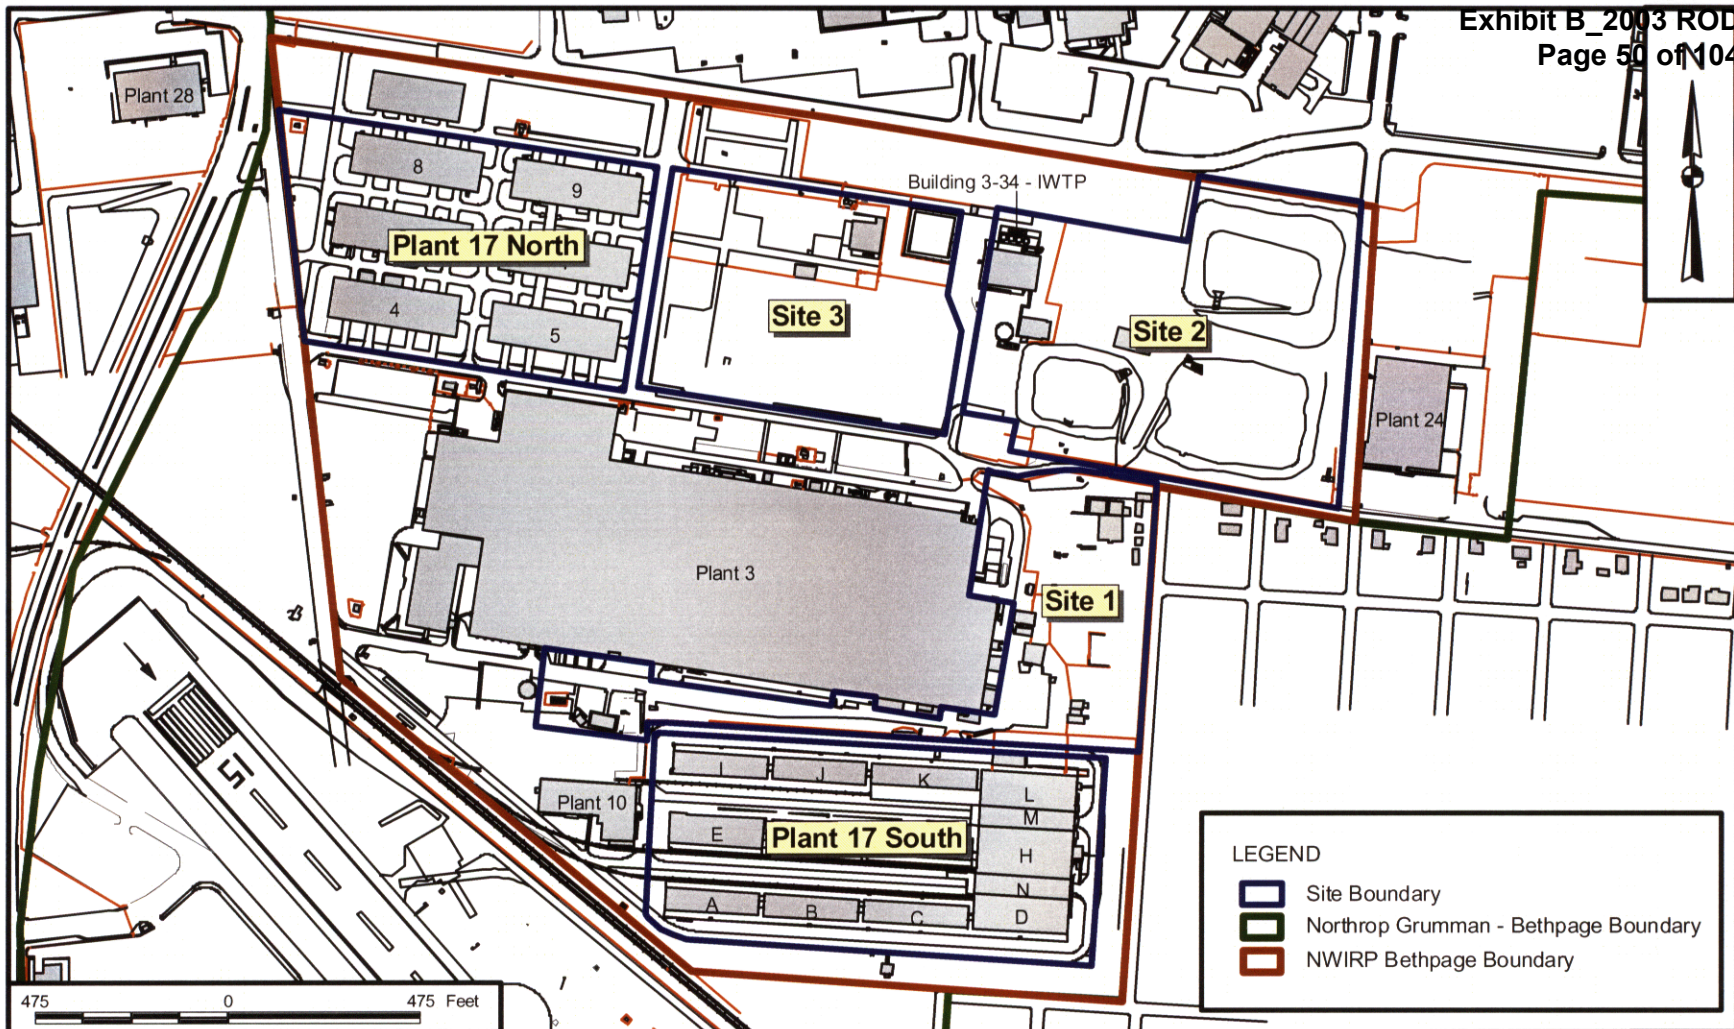 Exhibit B_2003 ROD
Page 50 of 104
N
Plant 28
8
9
Building 3-34 - IWTP
Plant 17 North
4
5
Site 3
Site 2
Plant 24
Plant 3
Site 1
I
J
K
L
M
Plant 10
E
Plant 17 South
H
N
A
B
C
D
LEGEND
Site Boundary
Northrop Grumman - Bethpage Boundary
NWIRP Bethpage Boundary
475
0
475 Feet